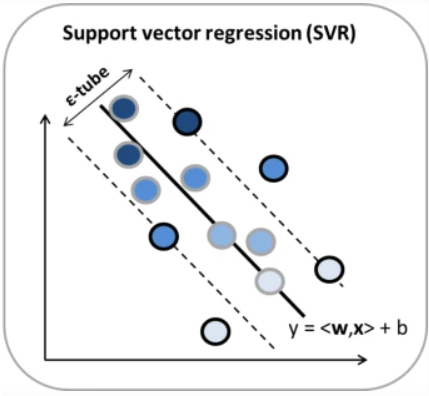 Support vector regression (SVR)
ε-tube
y = <w,x> + b